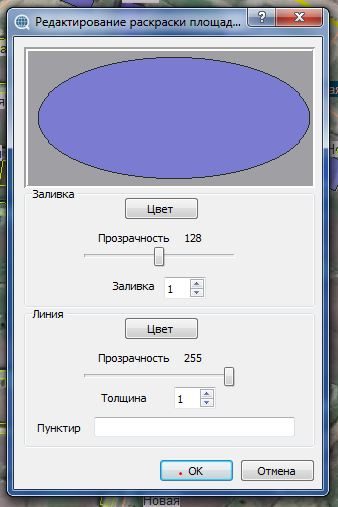 Редактирование раскраски площад...
Заливка
Цвет
Прозрачность 128
Заливка 1
Линия
Цвет
Прозрачность 255
Толщина 1
Пунктир
OK Отмена
Новая